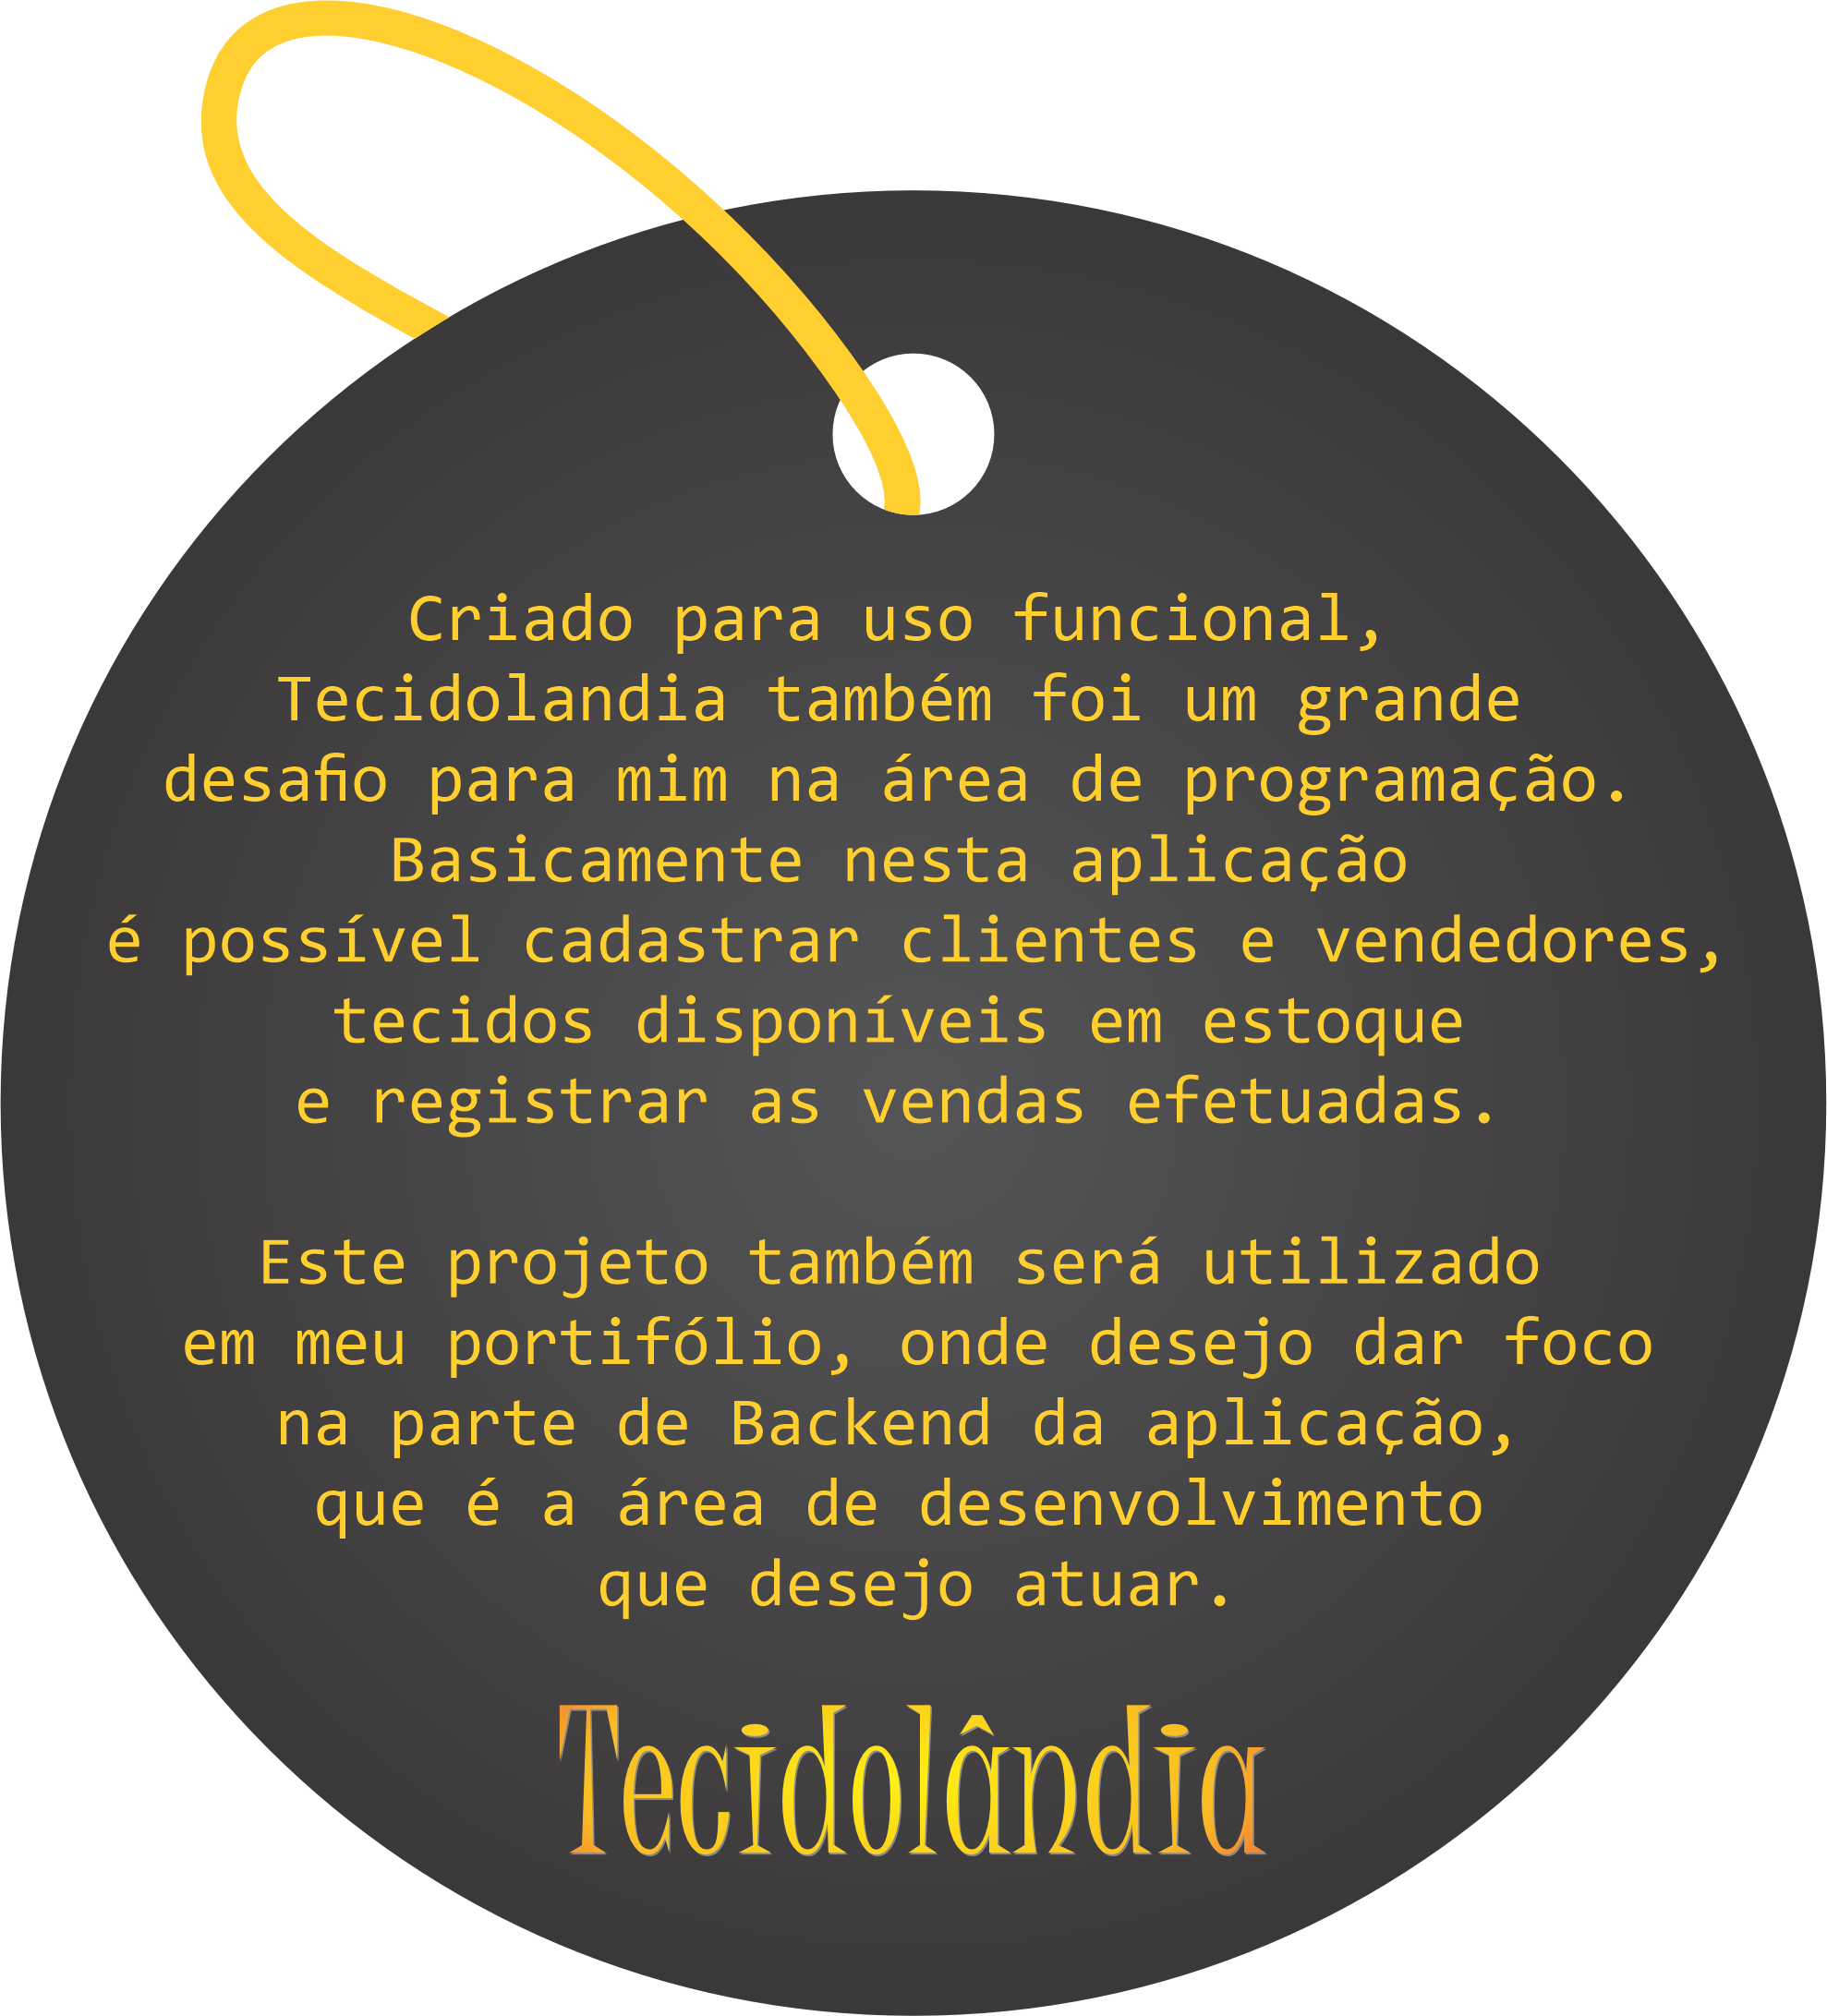 Criado para uso funcional,
Tecidolandia também foi um grande
desafio para mim na área de programação.
Basicamente nesta aplicação
é possível cadastrar clientes e vendedores,
tecidos disponíveis em estoque
e registrar as vendas efetuadas.
Este projeto também será utilizado
em meu portifólio, onde desejo dar foco
na parte de Backend da aplicação,
que é a área de desenvolvimento
que desejo atuar.
Tecidolândia